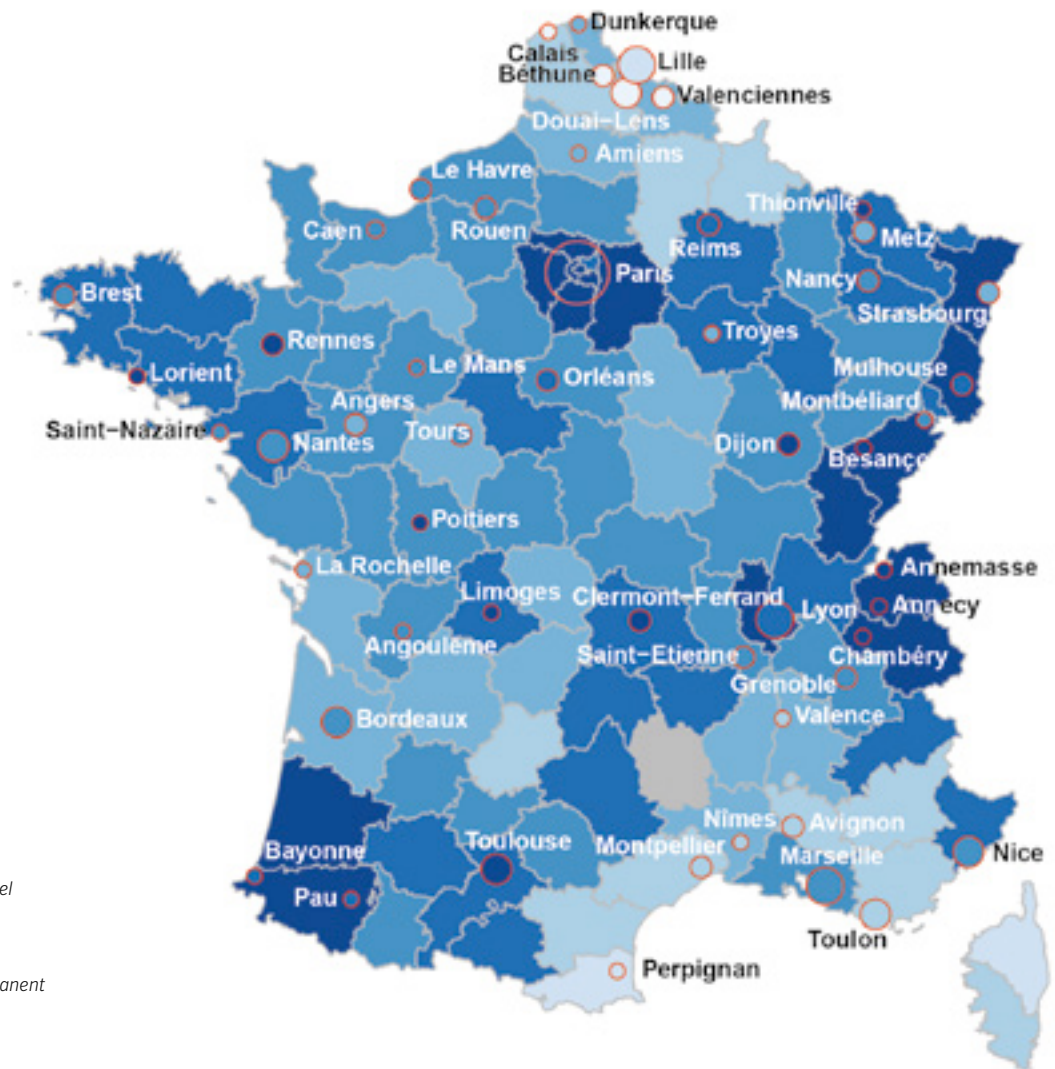 Dunkerque
Calais
Lille
Béthune
Valenciennes
Douai-Lens
Amiens
Le Havre
Thionville
Caen
Rouen
Reims
Metz
Paris
Nancy
Brest
Strasbourg
Rennes
Troyes
Lorient
Le Mans
Orléans
Mulhouse
Angers
Montbéliard
Saint-Nazaire
Nantes
Tours
Dijon
Besanço
Poitiers
La Rochelle
Annemasse
Limoges
Clermont-Ferrand
Lyon
Annecy
Angoulême
Saint-Etienne
Chambéry
Grenoble
Bordeaux
Valence
Nîmes
Avignon
Toulouse
Montpellier
Marseille
Bayonne
Nice
el
Pau
Toulon
Perpignan
anent